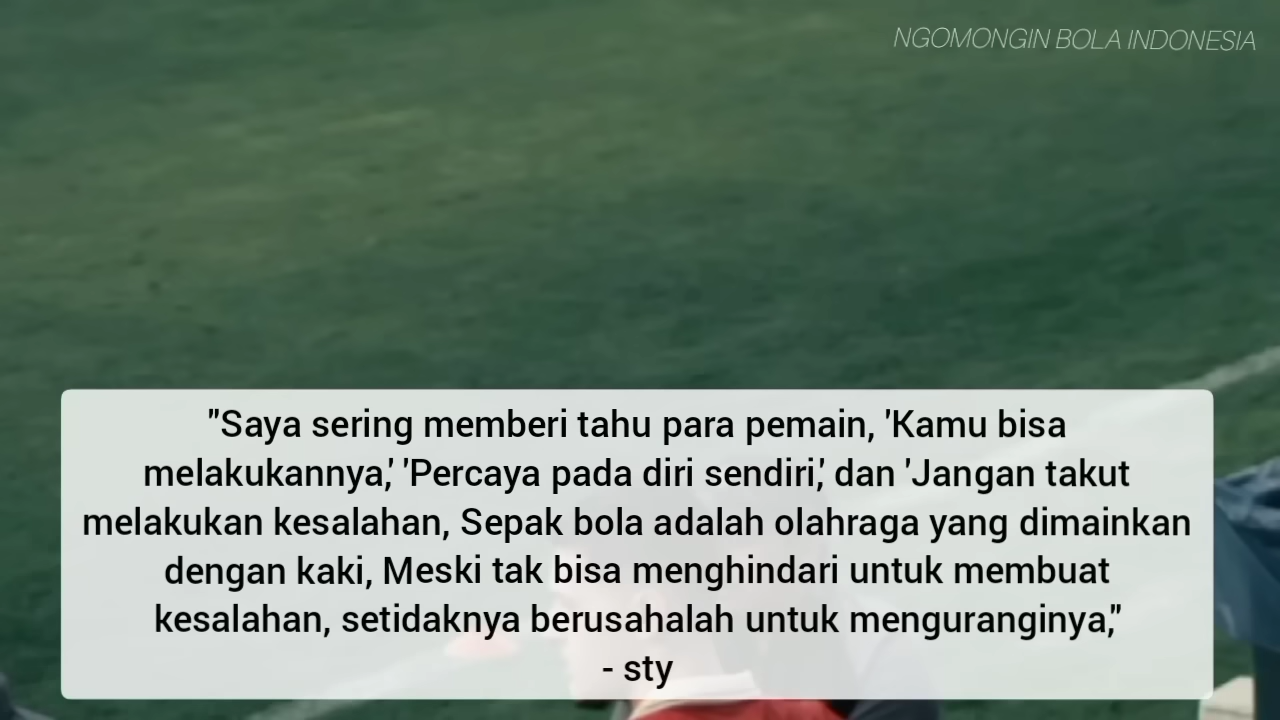 NGOMONGIN BOLA INDONESIA
"Saya sering memberi tahu para pemain, 'Kamu bisa
melakukannya,' 'Percaya pada diri sendiri,' dan 'Jangan takut
melakukan kesalahan, Sepak bola adalah olahraga yang dimainkan
dengan kaki, Meski tak bisa menghindari untuk membuat
kesalahan, setidaknya berusahalah untuk menguranginya,"
- sty